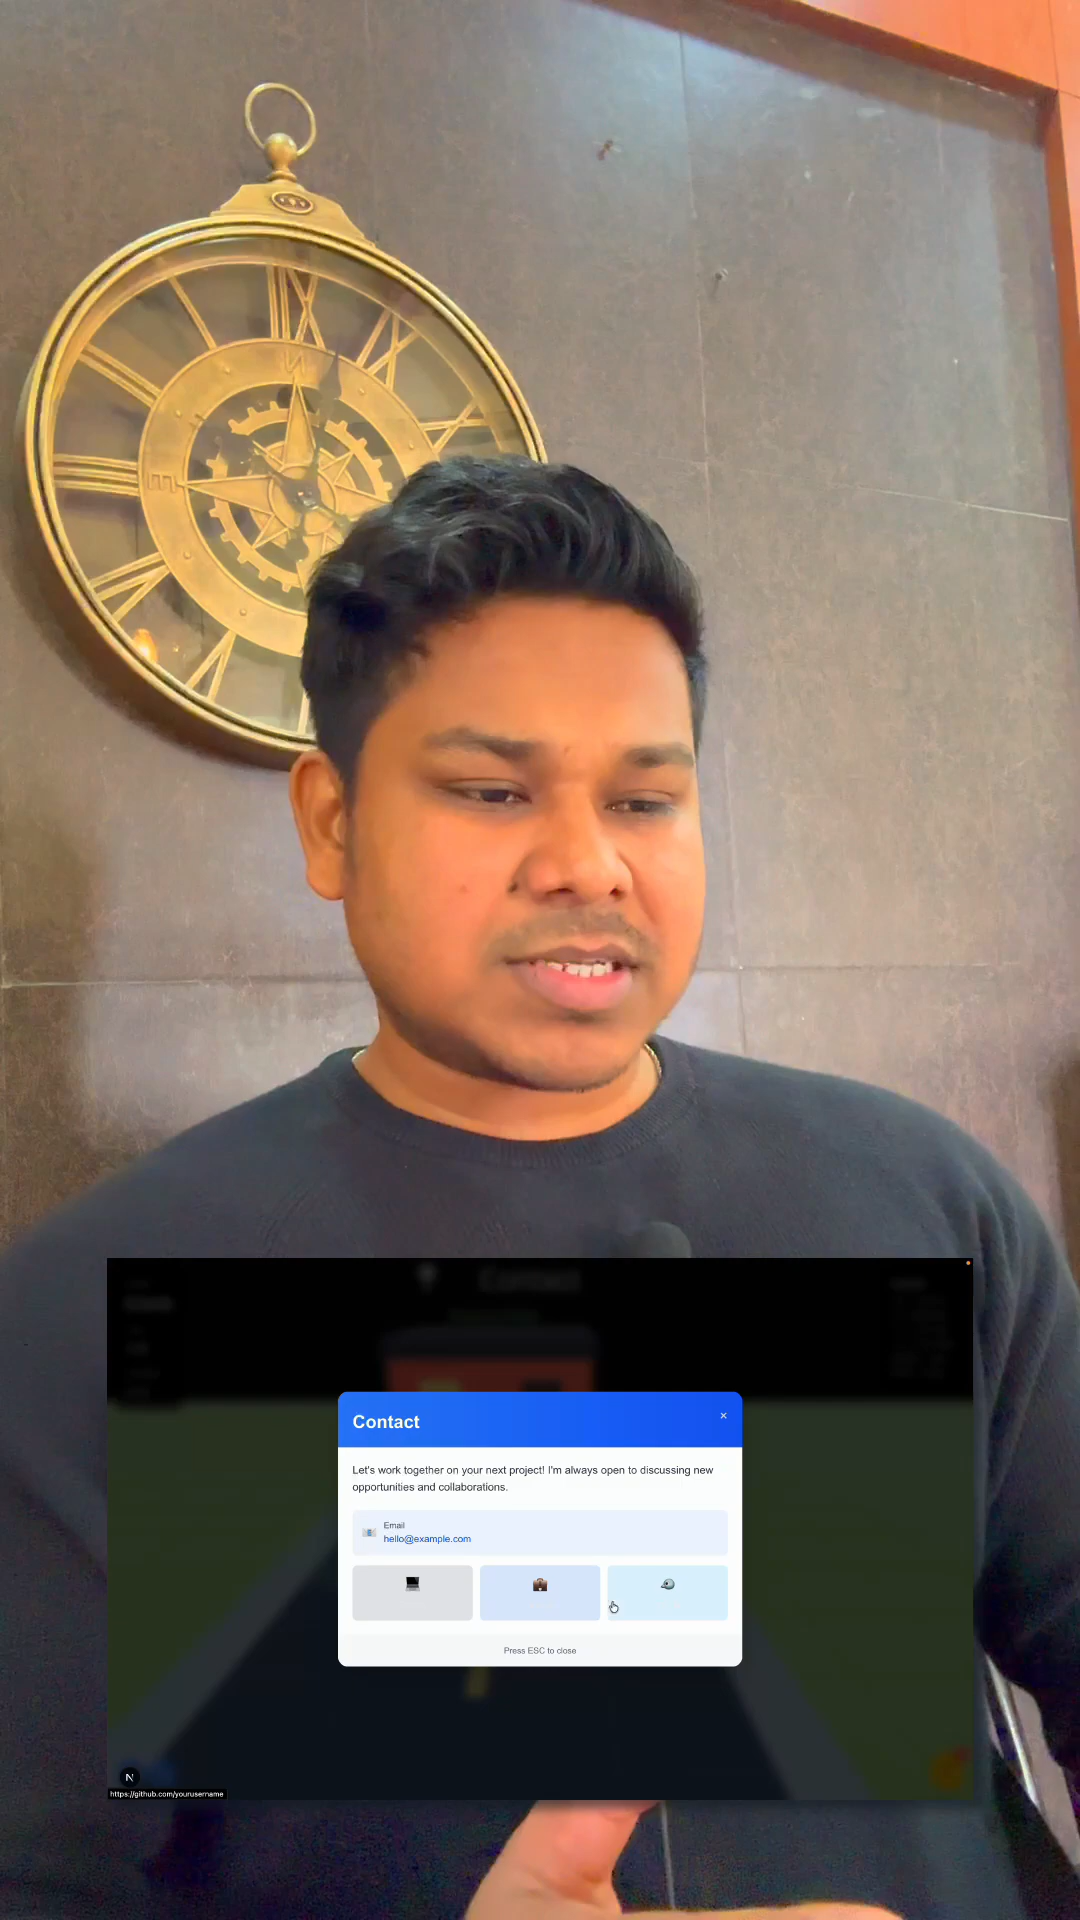 Contact
Contact
×
Let's work together on your next project! I'm always open to discussing new
opportunities and collaborations.
Email
hello@example.com
Press ESC to close
N
https://github.com/yourusername